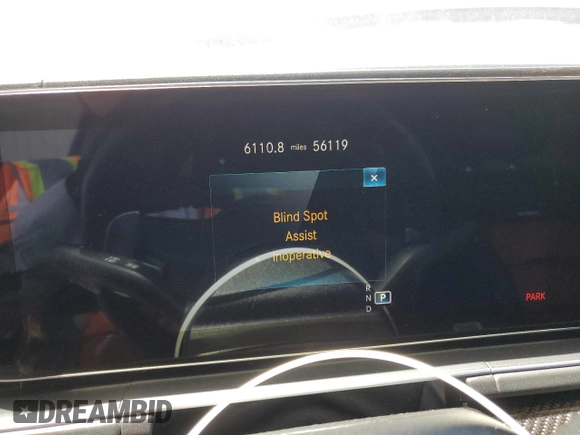 6110.8 miles 56119
×
Blind Spot
Assist
Inoperative
R
N P
D
PARK
DREAMBID